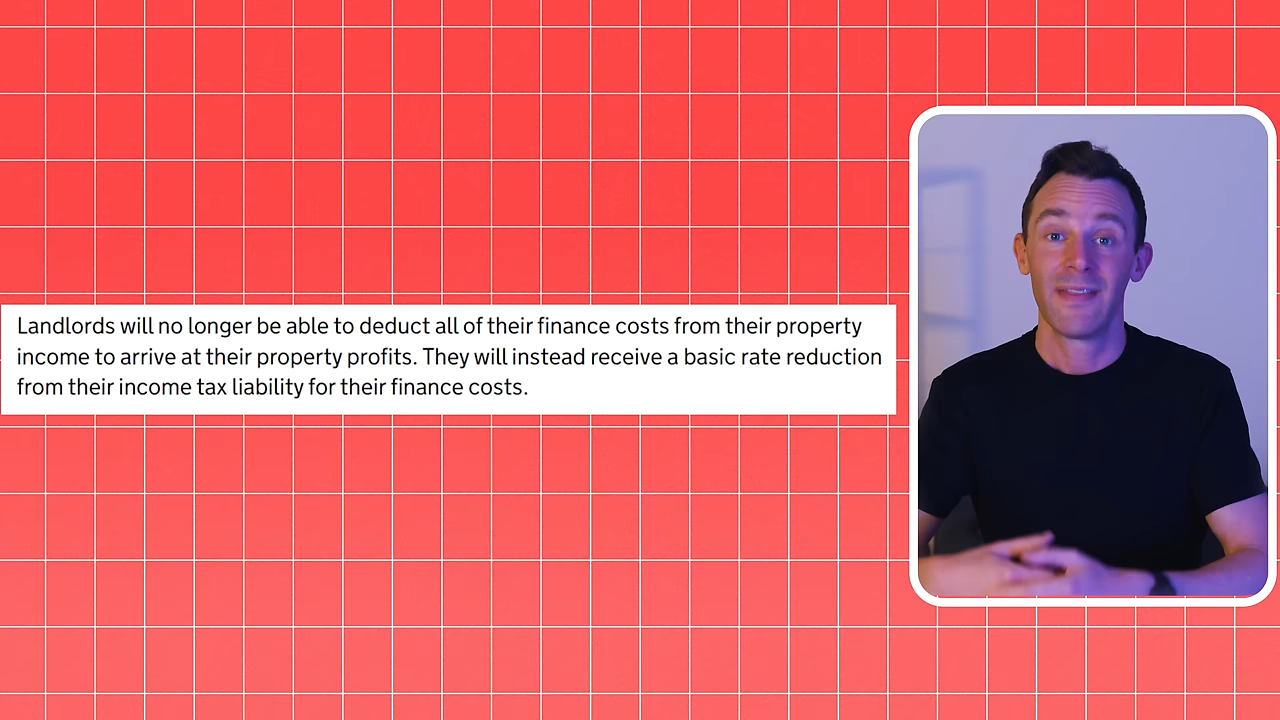 Landlords will no longer be able to deduct all of their finance costs from their property
income to arrive at their property profits. They will instead receive a basic rate reduction
from their income tax liability for their finance costs.